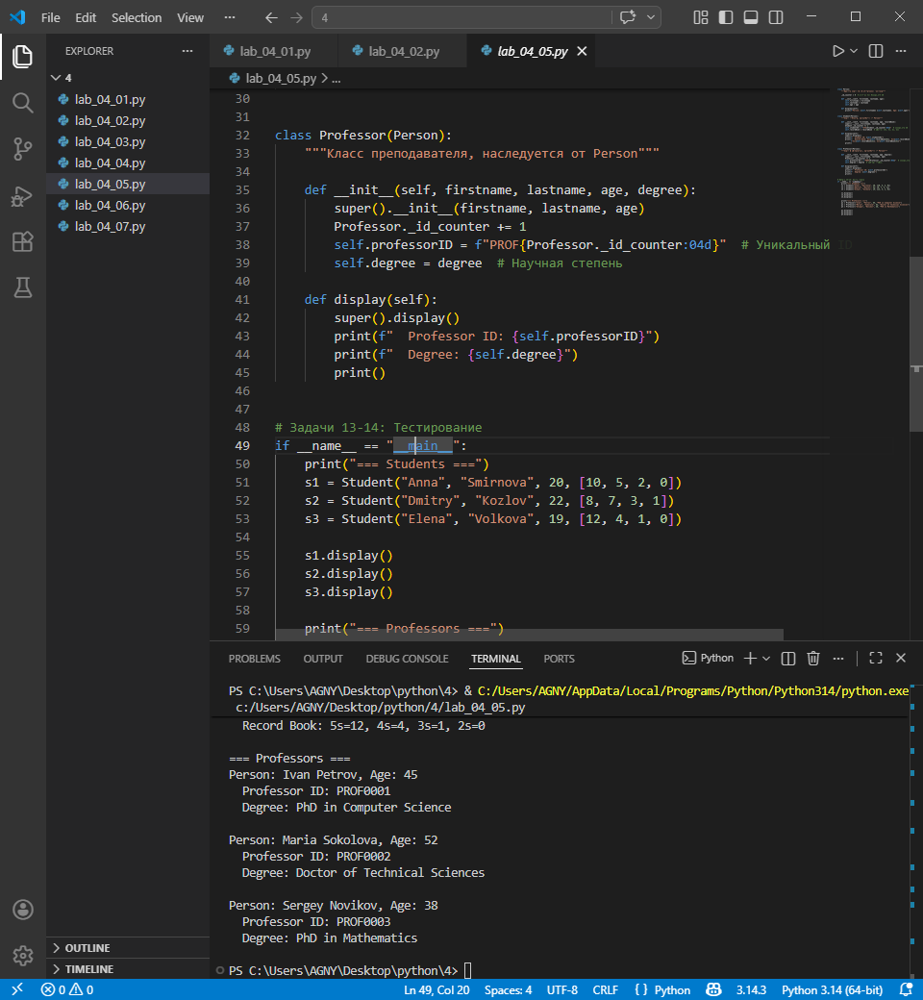 File Edit Selection View ··· 4
EXPLORER ···
4
lab_04_01.py
lab_04_02.py
lab_04_03.py
lab_04_04.py
lab_04_05.py
lab_04_06.py
lab_04_07.py
OUTLINE
TIMELINE
lab_04_01.py lab_04_02.py lab_04_05.py
lab_04_05.py > ...
30
31
32 class Professor(Person):
33     """Класс преподавателя, наследуется от Person"""
34
35     def __init__(self, firstname, lastname, age, degree):
36         super().__init__(firstname, lastname, age)
37         Professor._id_counter += 1
38         self.professorID = f"PROF{Professor._id_counter:04d}"  # Уникальный ID
39         self.degree = degree  # Научная степень
40
41     def display(self):
42         super().display()
43         print(f"  Professor ID: {self.professorID}")
44         print(f"  Degree: {self.degree}")
45         print()
46
47
48 # Задачи 13-14: Тестирование
49 if __name__ == "__main__":
50     print("=== Students ===")
51     s1 = Student("Anna", "Smirnova", 20, [10, 5, 2, 0])
52     s2 = Student("Dmitry", "Kozlov", 22, [8, 7, 3, 1])
53     s3 = Student("Elena", "Volkova", 19, [12, 4, 1, 0])
54
55     s1.display()
56     s2.display()
57     s3.display()
58
59     print("=== Professors ===")
PROBLEMS OUTPUT DEBUG CONSOLE TERMINAL PORTS Python
PS C:\Users\AGNY\Desktop\python\4> & C:/Users/AGNY/AppData/Local/Programs/Python/Python314/python.exe
c:/Users/AGNY/Desktop/python/4/lab_04_05.py
  Record Book: 5s=12, 4s=4, 3s=1, 2s=0
=== Professors ===
Person: Ivan Petrov, Age: 45
  Professor ID: PROF0001
  Degree: PhD in Computer Science
Person: Maria Sokolova, Age: 52
  Professor ID: PROF0002
  Degree: Doctor of Technical Sciences
Person: Sergey Novikov, Age: 38
  Professor ID: PROF0003
  Degree: PhD in Mathematics
PS C:\Users\AGNY\Desktop\python\4>
0 0 Ln 49, Col 20 Spaces: 4 UTF-8 CRLF { } Python 3.14.3 Python 3.14 (64-bit)